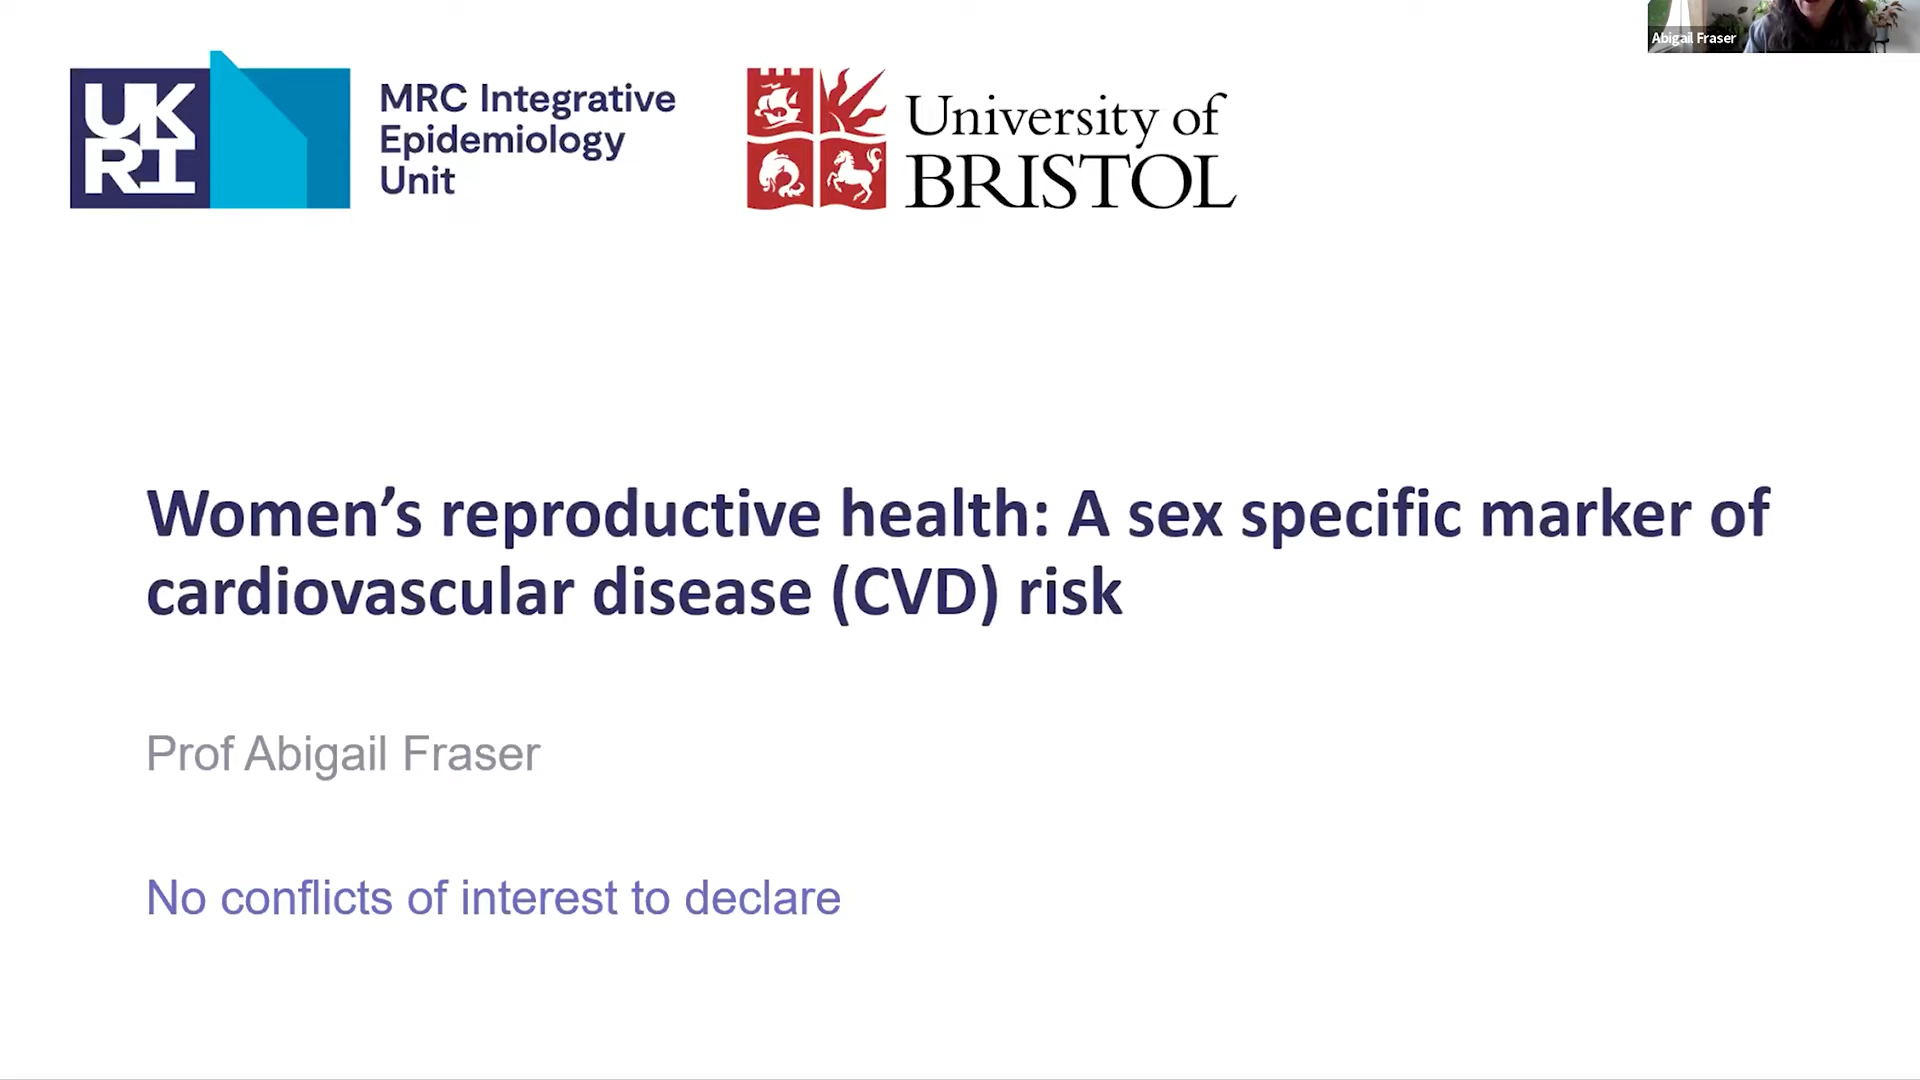 Abigail Fraser
UK
RI
MRC Integrative
Epidemiology
Unit
University of
BRISTOL
Women’s reproductive health: A sex specific marker of
cardiovascular disease (CVD) risk
Prof Abigail Fraser
No conflicts of interest to declare